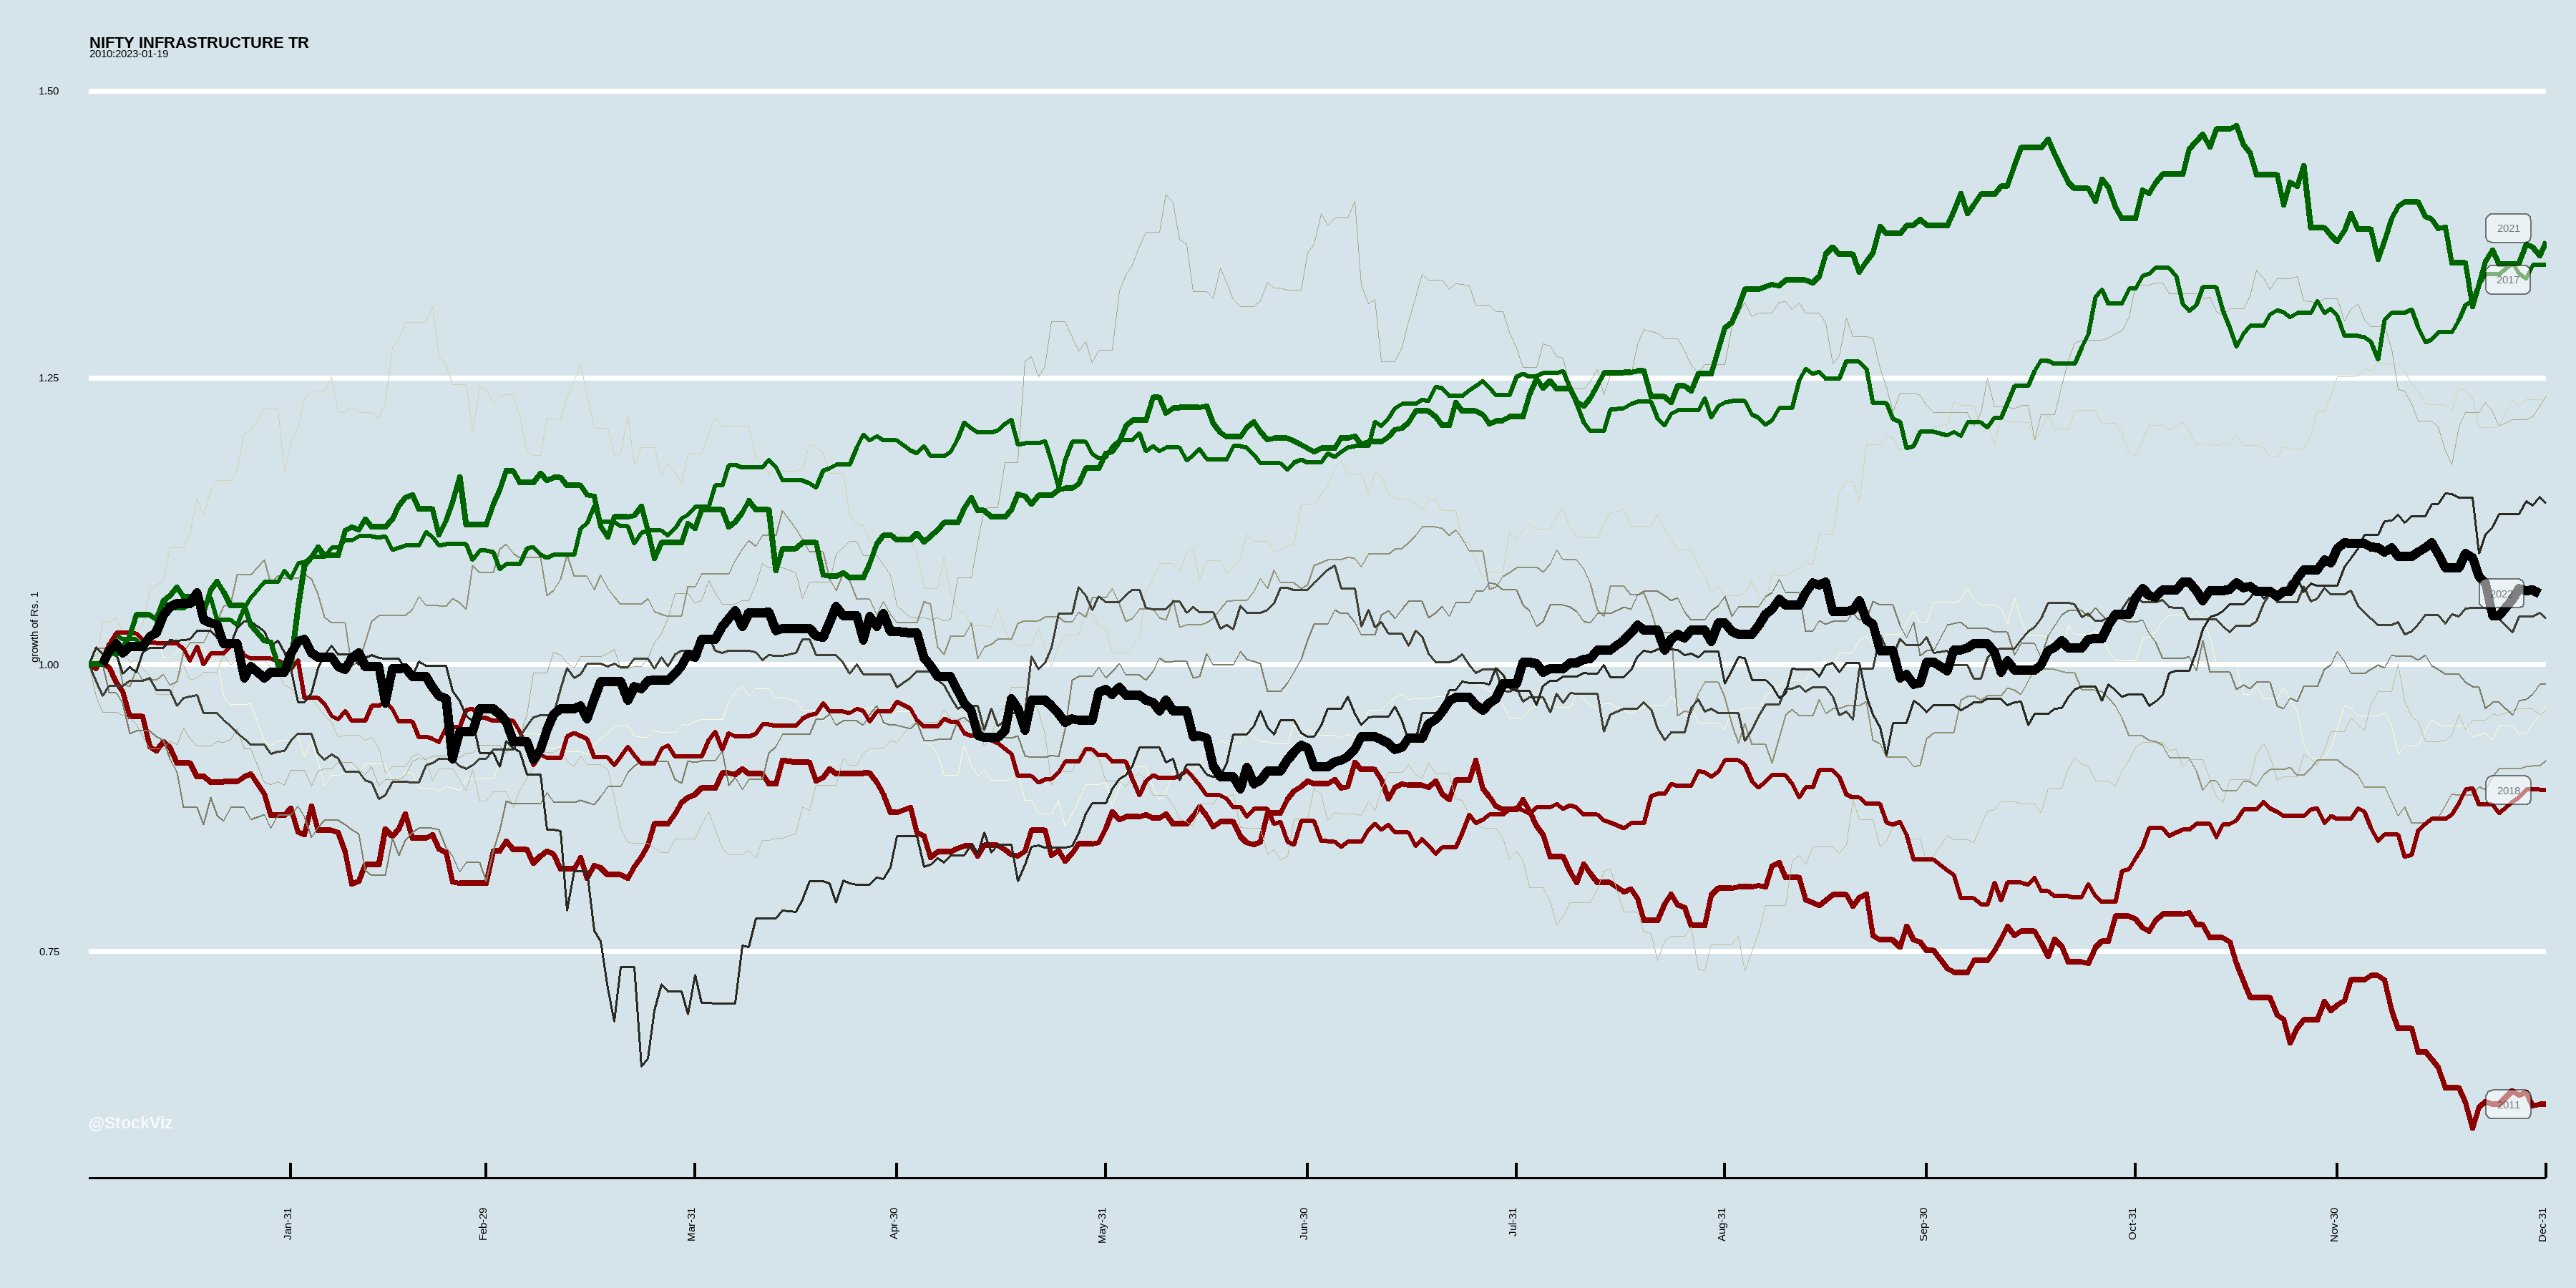 NIFTY INFRASTRUCTURE TR
2010:2023-01-19
1.50
1.25
1.00
0.75
growth of Rs. 1
2021
2017
2022
2018
2011
@StockViz
Jan-31
Feb-29
Mar-31
Apr-30
May-31
Jun-30
Jul-31
Aug-31
Sep-30
Oct-31
Nov-30
Dec-31